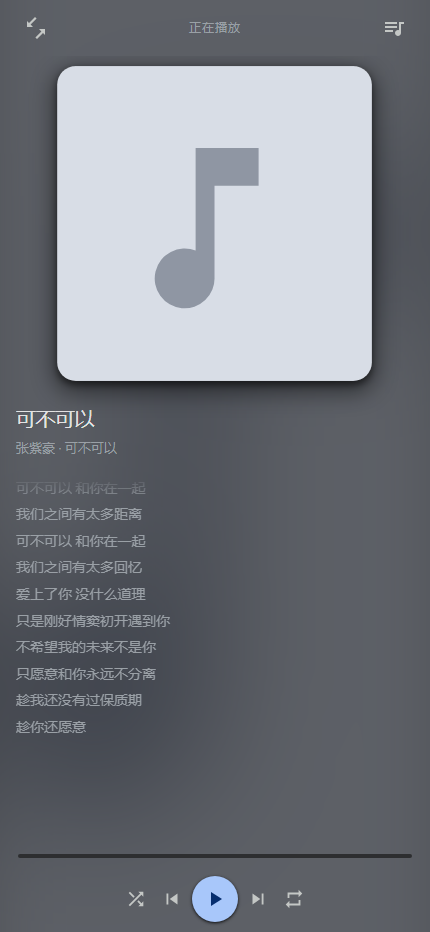 正在播放
可不可以
张紫豪 · 可不可以
可不可以 和你在一起
我们之间有太多距离
可不可以 和你在一起
我们之间有太多回忆
爱上了你 没什么道理
只是刚好情窦初开遇到你
不希望我的未来不是你
只愿意和你永远不分离
趁我还没有过保质期
趁你还愿意